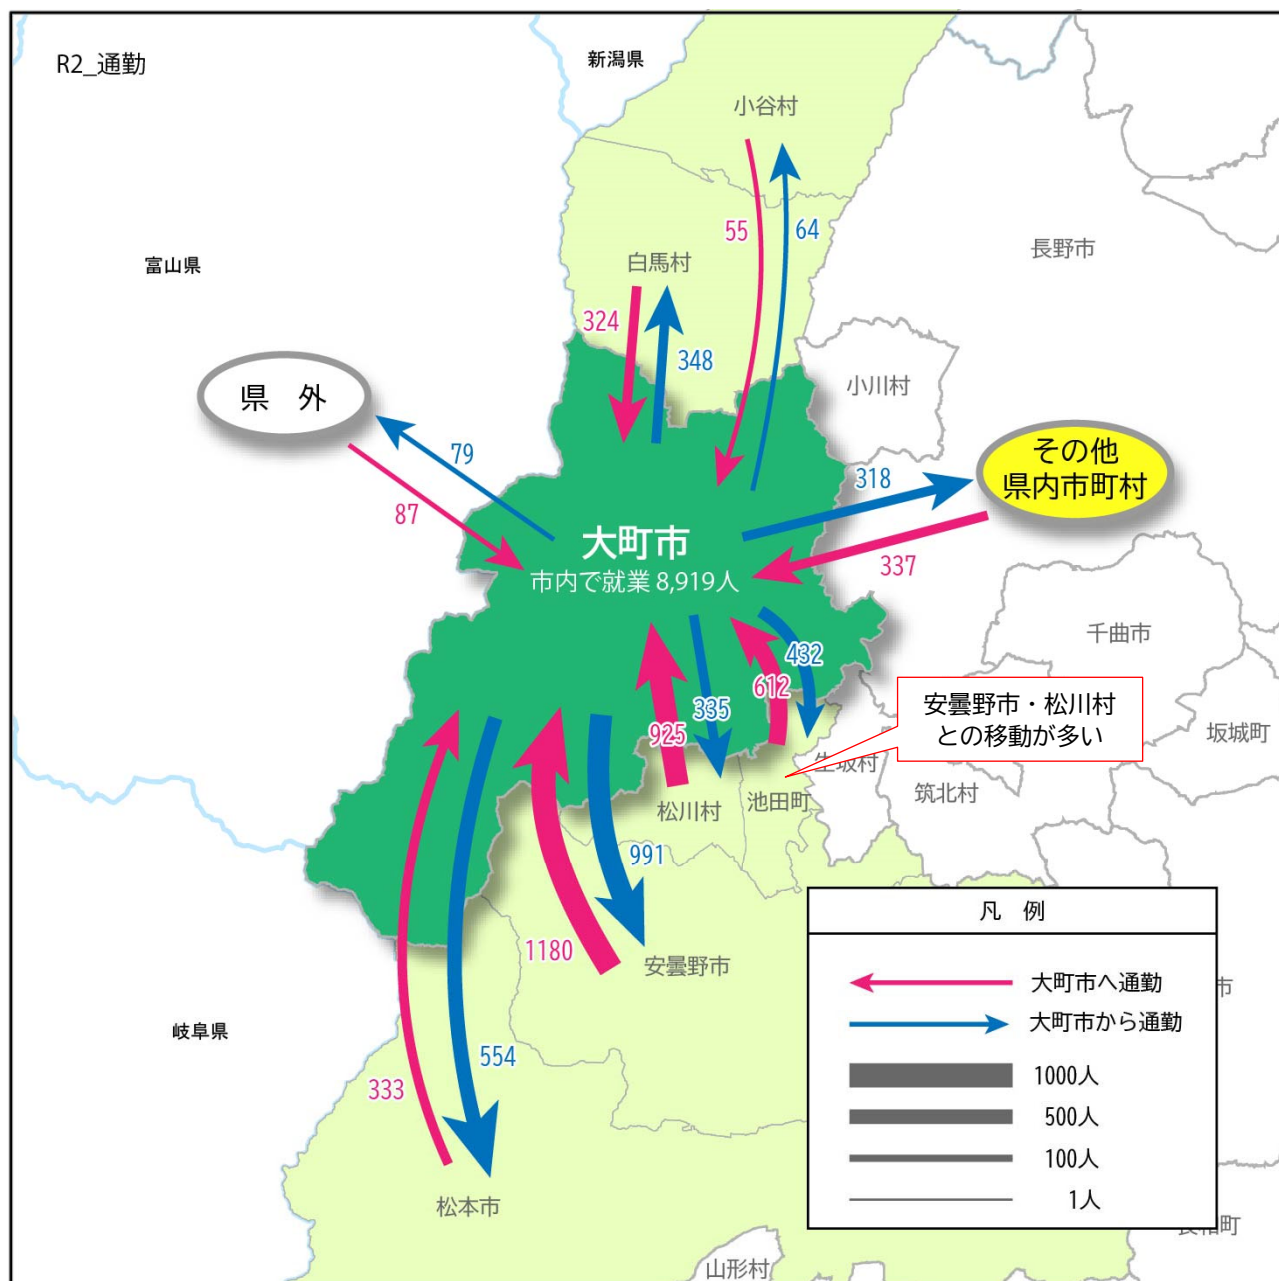 R2_通勤
新潟県
小谷村
55
64
長野市
富山県
白馬村
324
348
小川村
県 外
79
87
その他
県内市町村
318
337
大町市
市内で就業 8,919人
千曲市
432
612
335
925
安曇野市・松川村
との移動が多い
坂城町
生坂村
筑北村
松川村
池田町
991
1180
安曇野市
凡 例
大町市へ通勤
大町市から通勤
市
1000人
500人
100人
1人
岐阜県
554
333
松本市
町
山形村